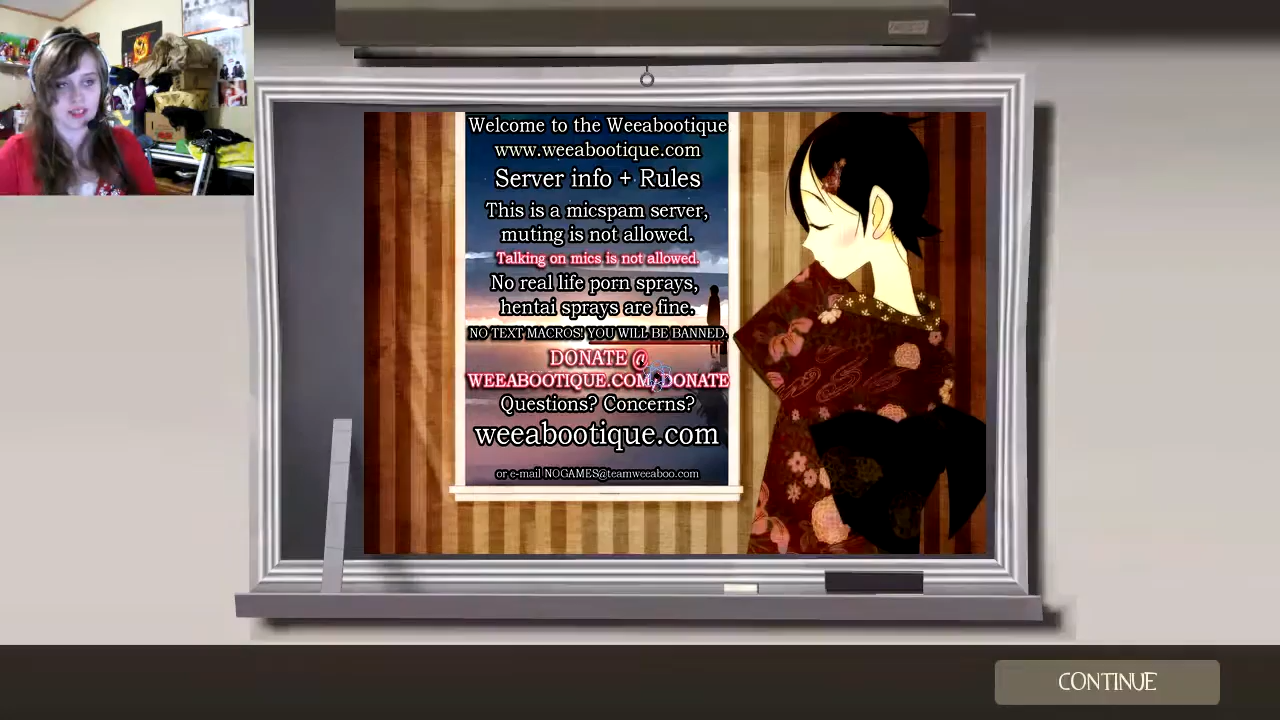 Welcome to the Weeabootique
www.weeabootique.com
Server info + Rules
This is a micspam server,
muting is not allowed.
Talking on mics is not allowed.
No real life porn sprays,
hentai sprays are fine.
NO TEXT MACROS! YOU WILL BE BANNED.
DONATE @
WEEABOOTIQUE.COM/DONATE
Questions? Concerns?
weeabootique.com
or e-mail NOGAMES@teamweeaboo.com
CONTINUE